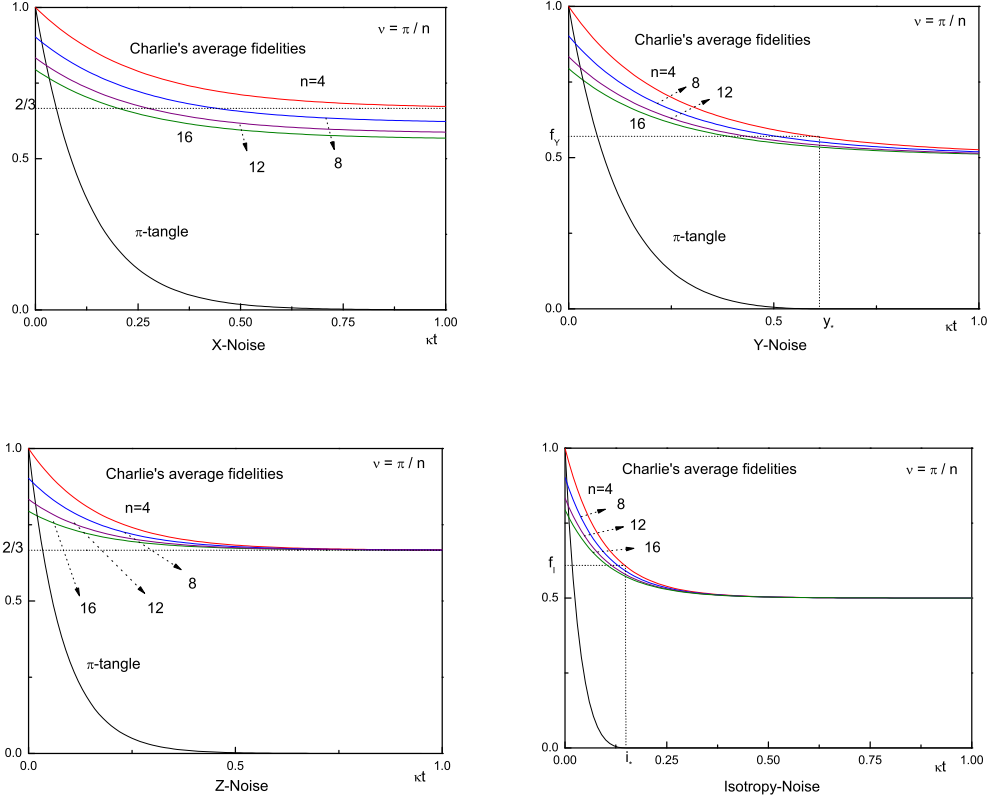 1.0
ν = π / n
Charlie's average fidelities
n=4
2/3
16
12
8
0.5
π-tangle
0.0
0.00
0.25
0.50
0.75
1.00
κt
X-Noise
1.0
ν = π / n
Charlie's average fidelities
n=4
8
12
16
f_Y
0.5
π-tangle
0.0
0.0
0.5
y*
1.0
κt
Y-Noise
1.0
ν = π / n
Charlie's average fidelities
n=4
2/3
8
16
12
0.5
π-tangle
0.0
0.0
0.5
1.0
κt
Z-Noise
1.0
Charlie's average fidelities
ν = π / n
n=4
8
12
16
f_I
0.5
0.0
0.00
i*
0.25
0.50
0.75
1.00
κt
Isotropy-Noise